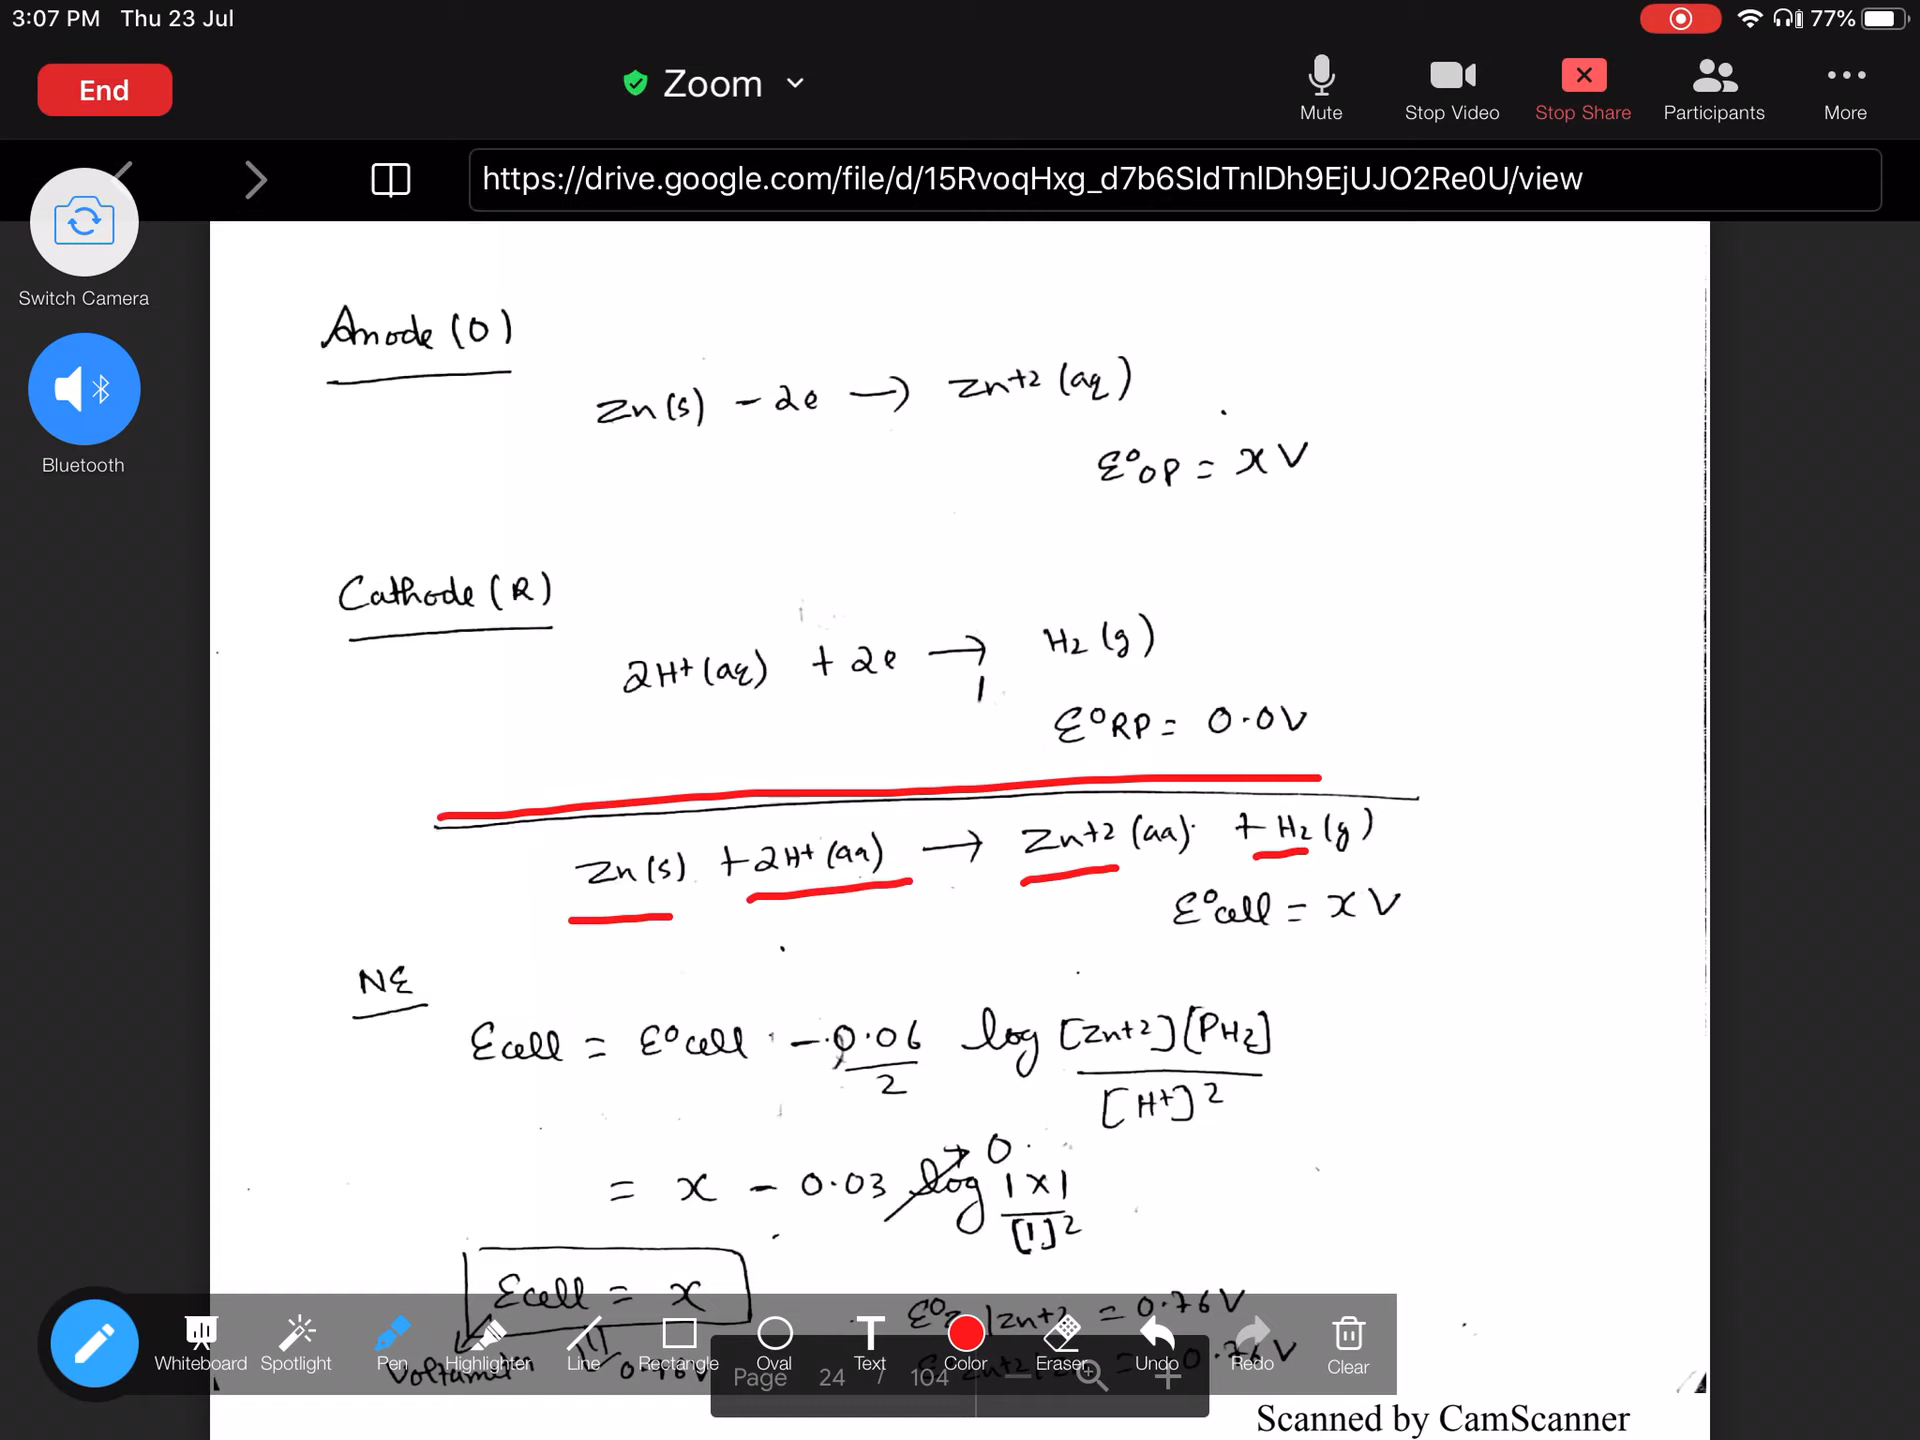 3:07 PM Thu 23 Jul
77%
End
Zoom
Mute
Stop Video
Stop Share
Participants
More
https://drive.google.com/file/d/15RvoqHxg_d7b6SIdTnlDh9EjUJO2Re0U/view
Switch Camera
Bluetooth
Anode (O)
Zn(s) - 2e → Zn+2 (aq)
E°OP = x V
Cathode (R)
2H+ (aq) + 2e → H2 (g)
E°RP = 0.0V
Zn(s) + 2H+ (aq) → Zn+2 (aq) + H2 (g)
E°cell = x V
NE
Ecell = E°cell - 0.06/2 log [Zn+2][PH2]/[H+]2
= x - 0.03 log 1x1/[1]2 → 0
Ecell = x
= 0.76 V
Whiteboard
Spotlight
Pen
Highlighter
Line
Rectangle
Oval
Text
Color
Eraser
Undo
Redo
Clear
Page 24 / 104
Scanned by CamScanner